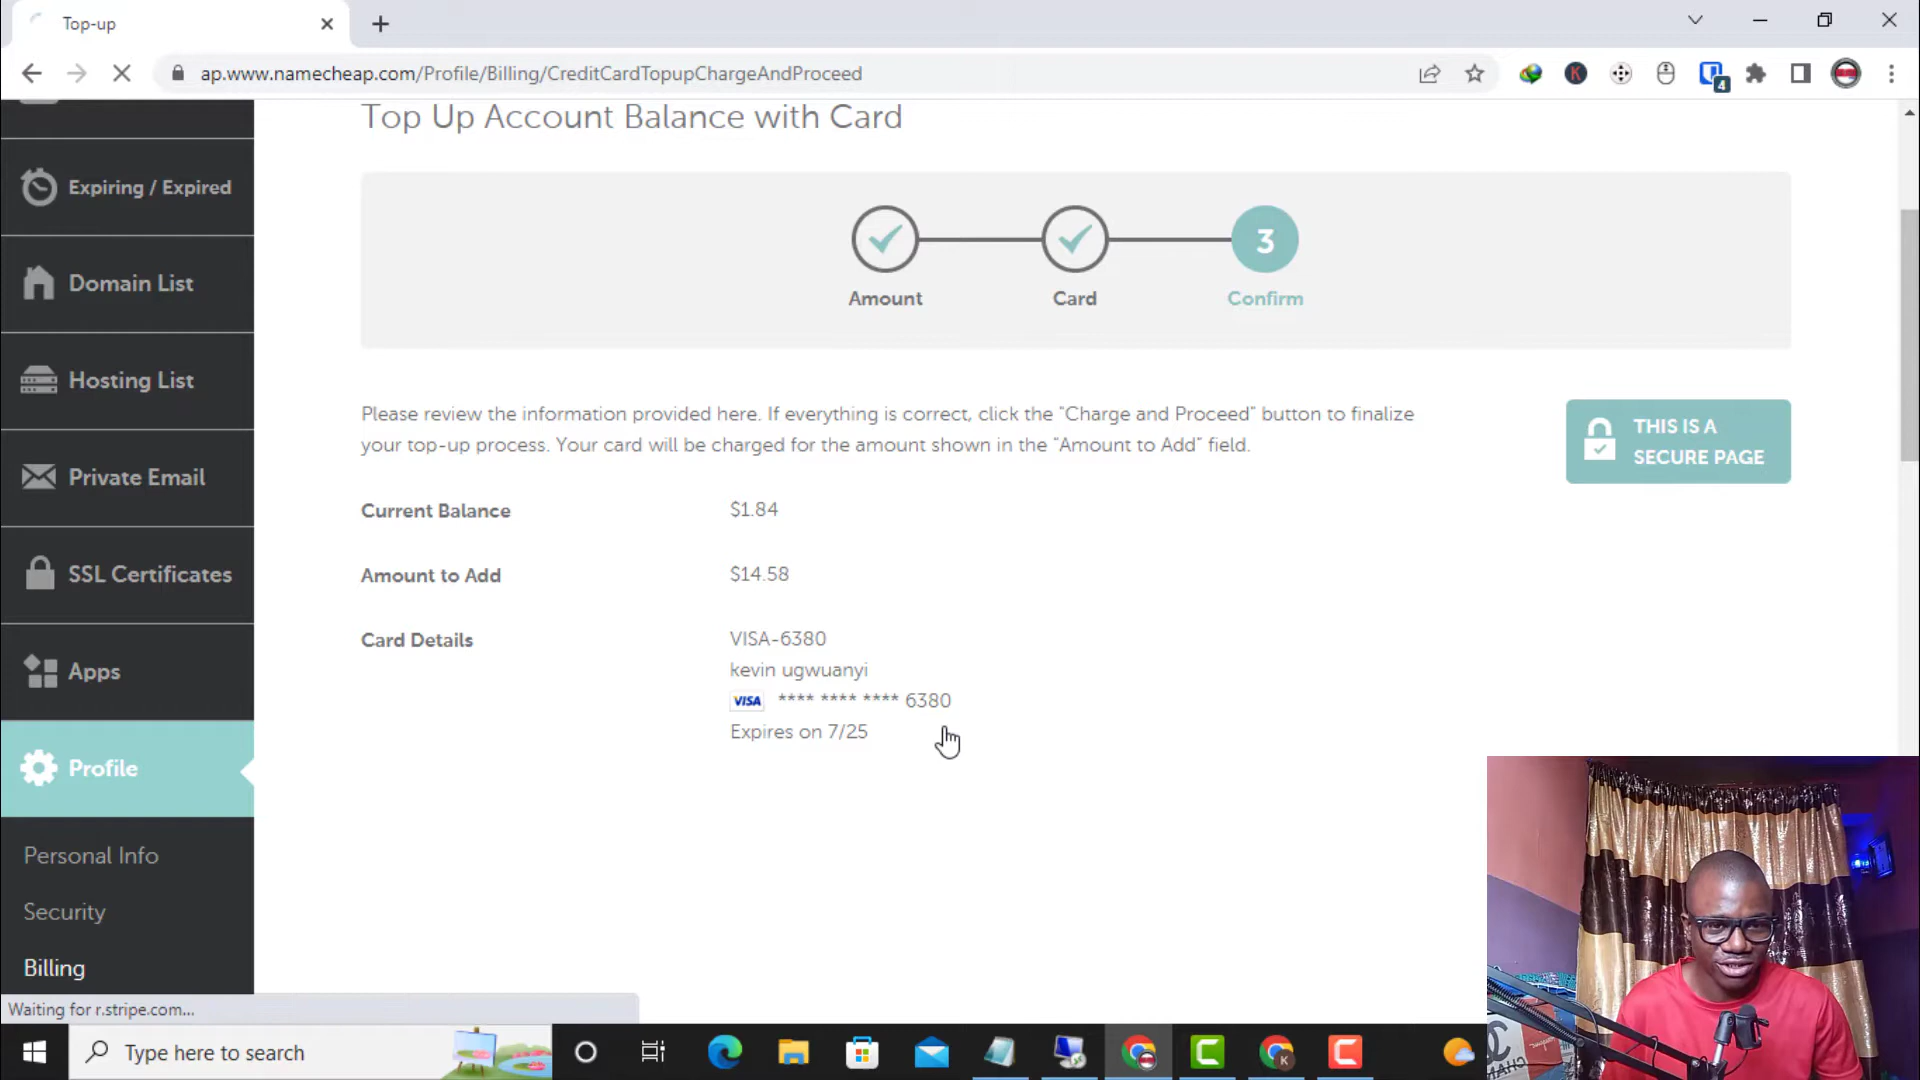 Top-up
ap.www.namecheap.com/Profile/Billing/CreditCardTopupChargeAndProceed
4
Top Up Account Balance with Card
Expiring / Expired
Domain List
Hosting List
Private Email
SSL Certificates
Apps
Profile
Personal Info
Security
Billing
3
Amount
Card
Confirm
Please review the information provided here. If everything is correct, click the "Charge and Proceed" button to finalize
your top-up process. Your card will be charged for the amount shown in the "Amount to Add" field.
THIS IS A
SECURE PAGE
Current Balance
$1.84
Amount to Add
$14.58
Card Details
VISA-6380
kevin ugwuanyi
VISA **** **** **** 6380
Expires on 7/25
Waiting for r.stripe.com...
Type here to search